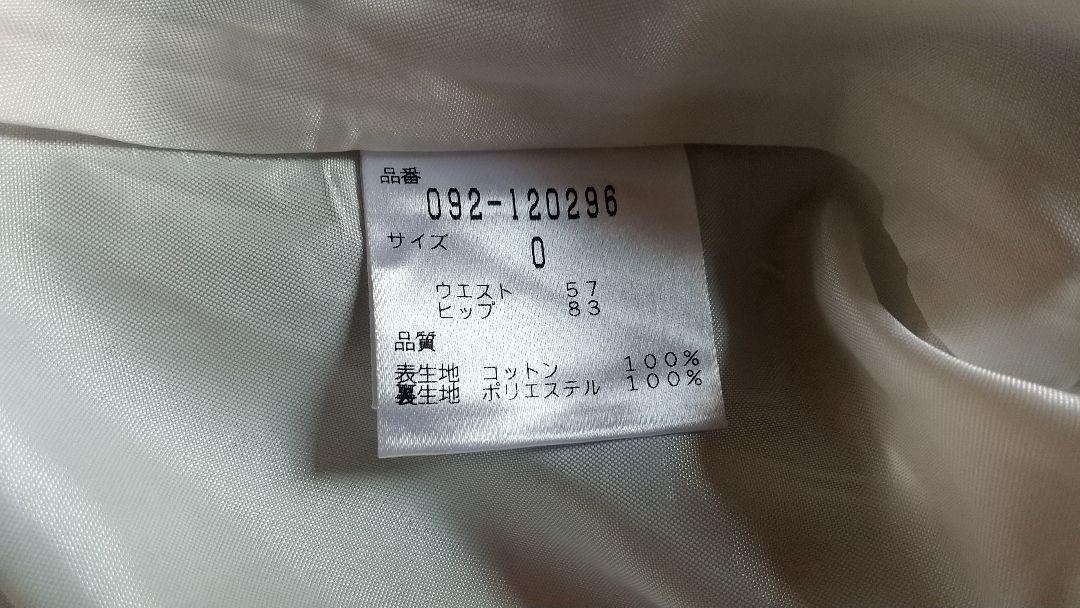 品番
092-120296
サイズ 0
ウエスト 57
ヒップ 83
品質
表生地 コットン 100%
裏生地 ポリエステル 100%